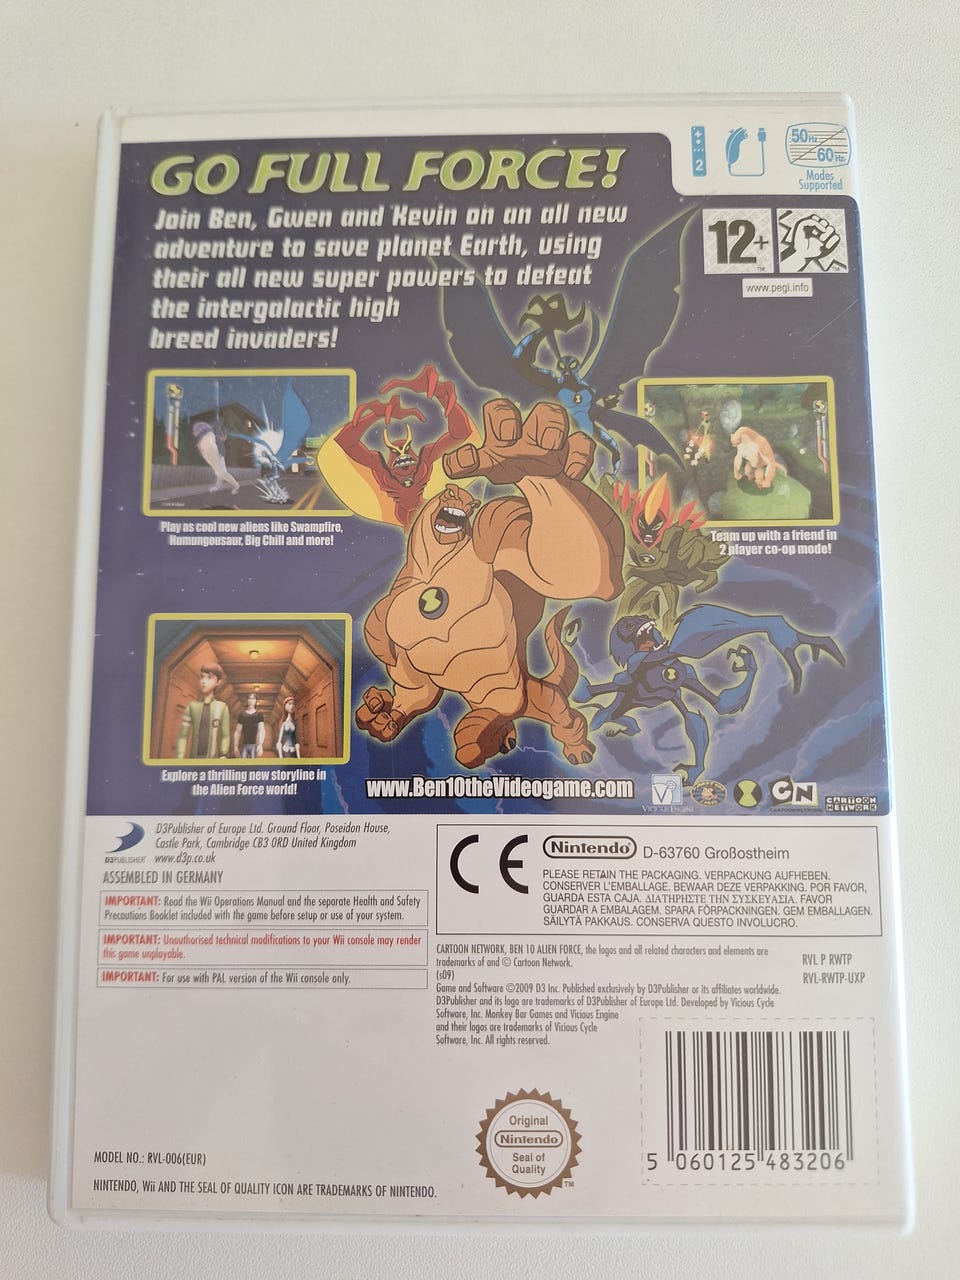 GO FULL FORCE!
Join Ben, Gwen and Kevin on an all new
adventure to save planet Earth, using
their all new super powers to defeat
the intergalactic high
breed invaders!
2
50Hz
60Hz
Modes
Supported
12+
TM
TM
www.pegi.info
Play as cool new aliens like Swampfire,
Humungousaur, Big Chill and more!
Team up with a friend in
2 player co-op mode!
Explore a thrilling new storyline in
the Alien Force world!
www.Ben10theVideogame.com
VICIOUS ENGINE
CN
CARTOON NETWORK
CARTOON
NETWORK
D3PUBLISHER
D3Publisher of Europe Ltd. Ground Floor, Poseidon House,
Castle Park, Cambridge CB3 0RD United Kingdom
www.d3p.co.uk
ASSEMBLED IN GERMANY
IMPORTANT: Read the Wii Operations Manual and the separate Health and Safety
Precautions Booklet included with the game before setup or use of your system.
IMPORTANT: Unauthorised technical modifications to your Wii console may render
this game unplayable.
IMPORTANT: For use with PAL version of the Wii console only.
CE
Nintendo® D-63760 Großostheim
PLEASE RETAIN THE PACKAGING. VERPACKUNG AUFHEBEN.
CONSERVER L'EMBALLAGE. BEWAAR DEZE VERPAKKING. POR FAVOR,
GUARDA ESTA CAJA. ΔΙΑΤΗΡΗΣΤΕ ΤΗΝ ΣΥΣΚΕΥΑΣΙΑ. FAVOR
GUARDAR A EMBALAGEM. SPARA FÖRPACKNINGEN. GEM EMBALLAGEN.
SÄILYTÄ PAKKAUS. CONSERVA QUESTO INVOLUCRO.
CARTOON NETWORK, BEN 10 ALIEN FORCE, the logos and all related characters and elements are
trademarks of and © Cartoon Network.
(s09)
Game and Software ©2009 D3 Inc. Published exclusively by D3Publisher or its affiliates worldwide.
D3Publisher and its logo are trademarks of D3Publisher of Europe Ltd. Developed by Vicious Cycle
Software, Inc. Monkey Bar Games and Vicious Engine
and their logos are trademarks of Vicious Cycle
Software, Inc. All rights reserved.
RVL P RWTP
RVL-RWTP-UXP
Original
Nintendo
Seal of
Quality
TM
5 060125 483206
MODEL NO.: RVL-006(EUR)
NINTENDO, Wii AND THE SEAL OF QUALITY ICON ARE TRADEMARKS OF NINTENDO.